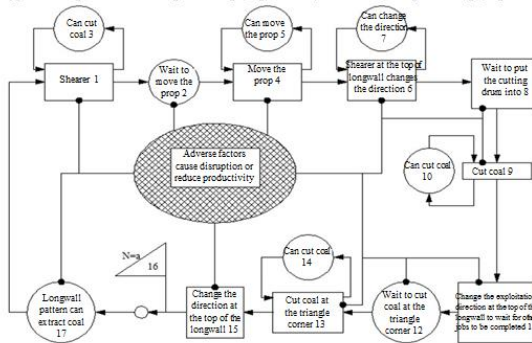 Can cut
coal 3
Can
move the
prop 5
Can change
the direction
7
Shearer 1
Wait to
move the
prop 2
Move the
prop 4
Shearer at the top of
longwall changes
the direction 6
Wait to put
the cutting
drum into 8
Adverse factors
cause disruption or
reduce productivity
Can cut coal
10
Cut coal 9
N=a
16
Can cut coal
14
Longwall
pattern can
extract coal
17
Change the
direction at
the top of the
longwall 15
Cut coal at the
triangle
corner 13
Wait to cut
coal at the
triangle
corner 12
Change the exploitation
direction at the top of the
longwall to wait for other
jobs to be completed